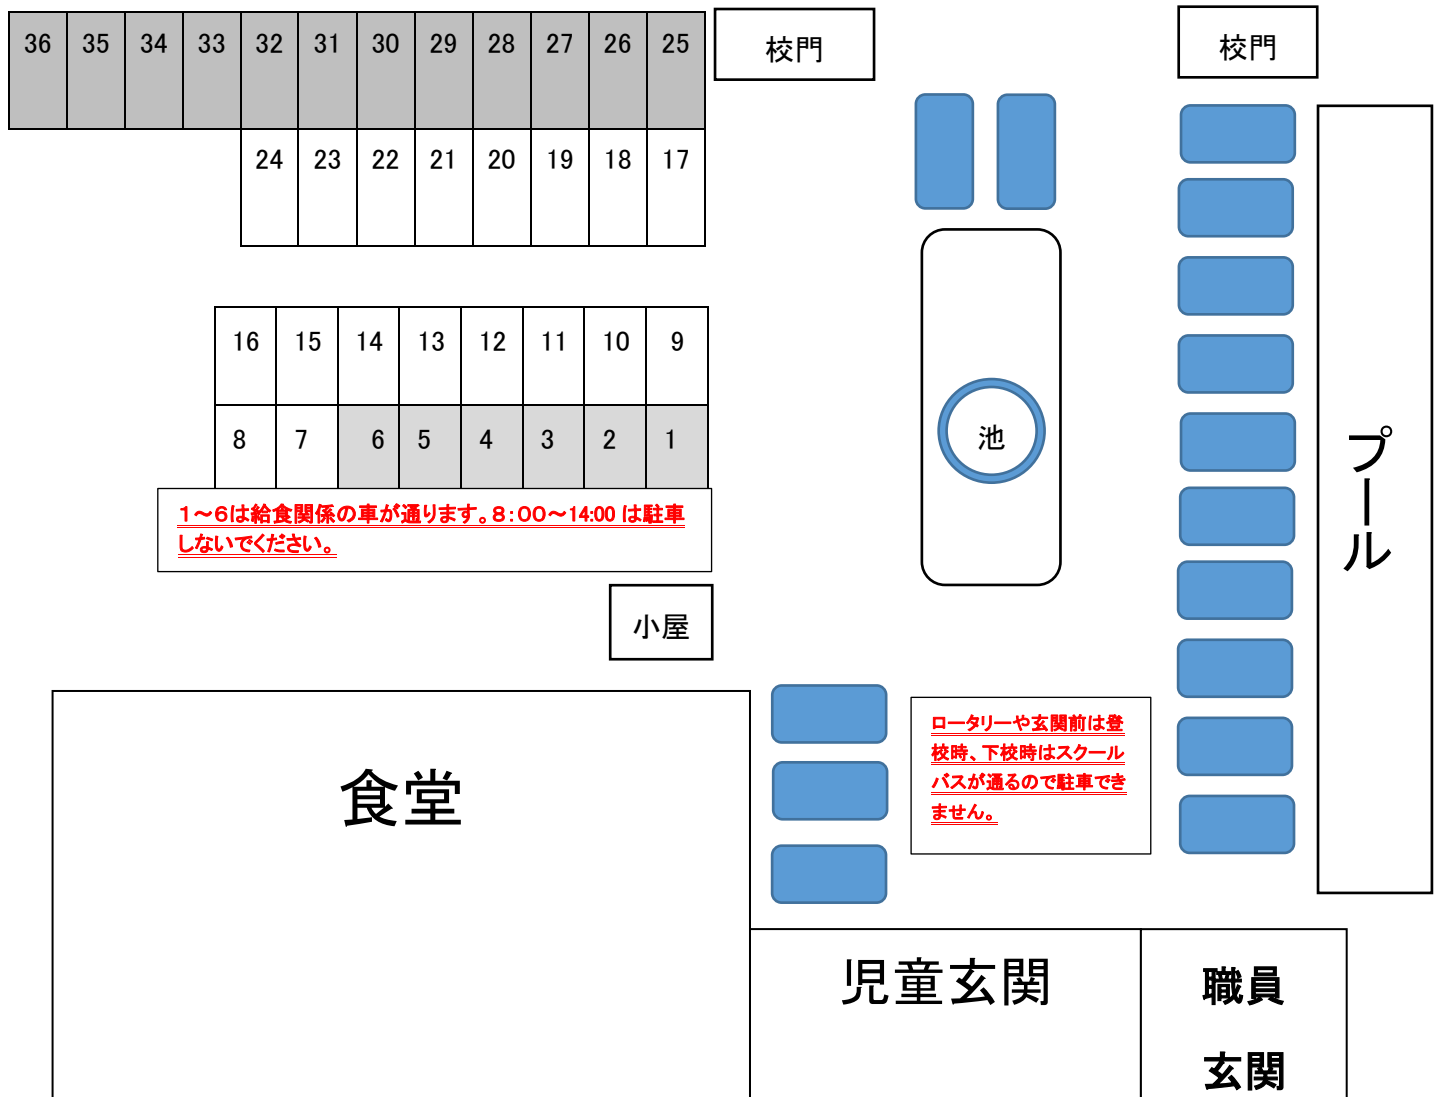 36 35 34 33 32 31 30 29 28 27 26 25
校門
校門
24 23 22 21 20 19 18 17
16 15 14 13 12 11 10 9
8 7 6 5 4 3 2 1
池
プール
1～6は給食関係の車が通ります。8:00～14:00 は駐車
しないでください。
小屋
ロータリーや玄関前は登
校時、下校時はスクール
バスが通るので駐車でき
ません。
食堂
児童玄関
職員
玄関